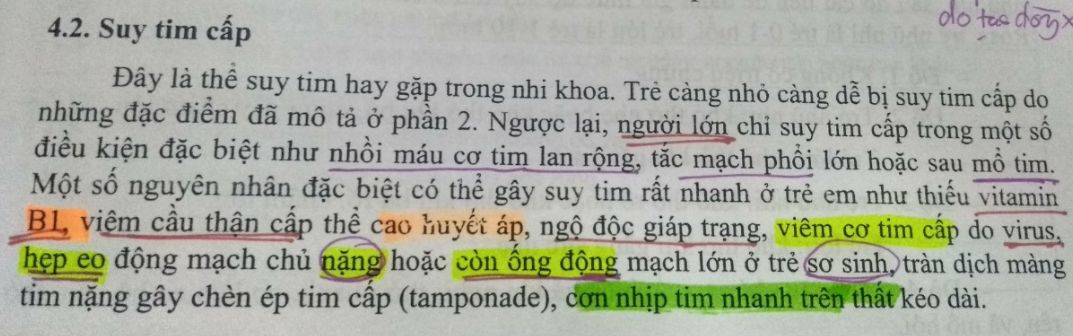 do tac động
4.2. Suy tim cấp
Đây là thể suy tim hay gặp trong nhi khoa. Trẻ càng nhỏ càng dễ bị suy tim cấp do
những đặc điểm đã mô tả ở phần 2. Ngược lại, người lớn chỉ suy tim cấp trong một số
điều kiện đặc biệt như nhồi máu cơ tim lan rộng, tắc mạch phổi lớn hoặc sau mổ tim.
Một số nguyên nhân đặc biệt có thể gây suy tim rất nhanh ở trẻ em như thiếu vitamin
B1, viêm cầu thận cấp thể cao huyết áp, ngộ độc giáp trạng, viêm cơ tim cấp do virus,
hẹp eo động mạch chủ nặng hoặc còn ống động mạch lớn ở trẻ sơ sinh, tràn dịch màng
tim nặng gây chèn ép tim cấp (tamponade), cơn nhịp tim nhanh trên thất kéo dài.